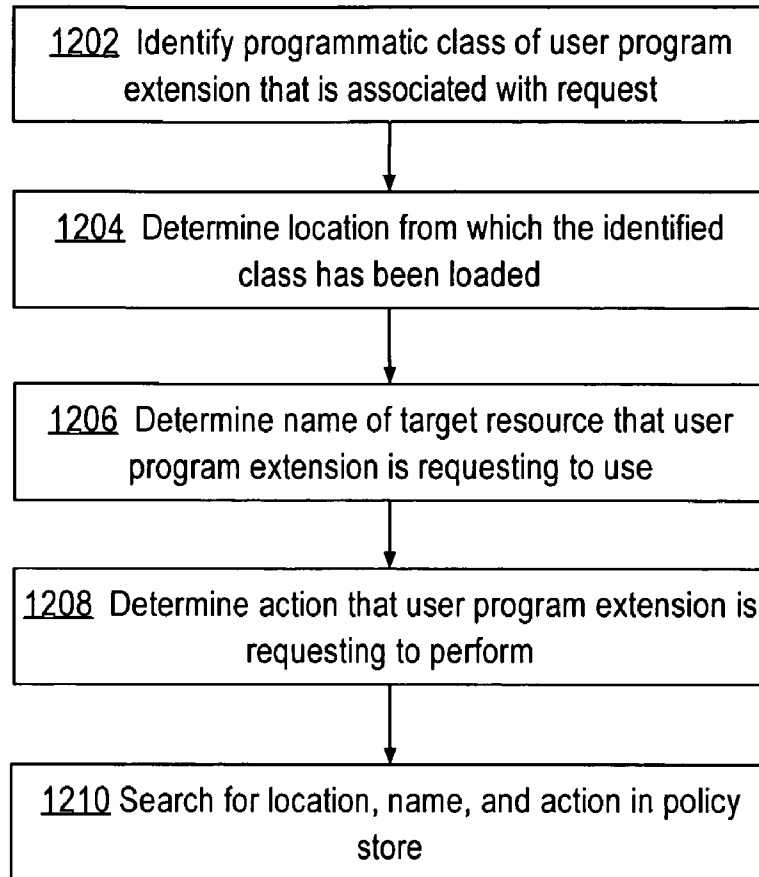 1202 Identify programmatic class of user program
extension that is associated with request
1204 Determine location from which the identified
class has been loaded
1206 Determine name of target resource that user
program extension is requesting to use
1208 Determine action that user program extension is
requesting to perform
1210 Search for location, name, and action in policy
store